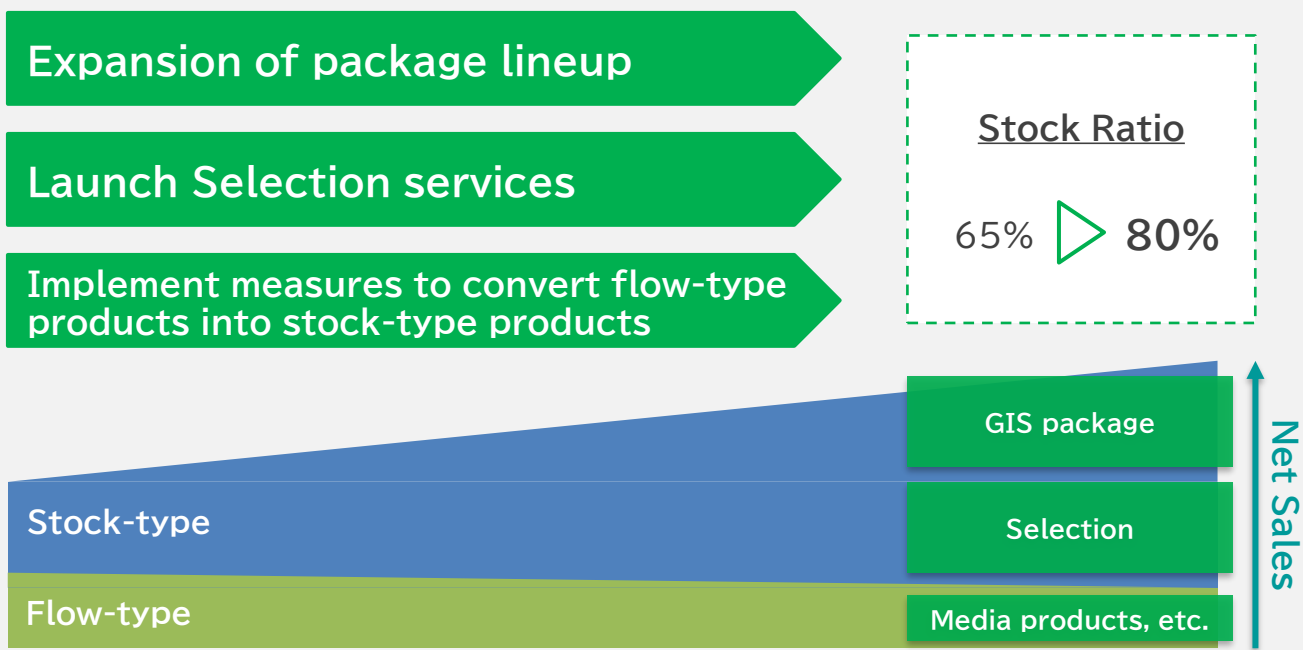 Expansion of package lineup
Launch Selection services
Implement measures to convert flow-type
products into stock-type products
Stock Ratio
65% 80%
GIS package
Stock-type
Selection
Flow-type
Media products, etc.
Net Sales